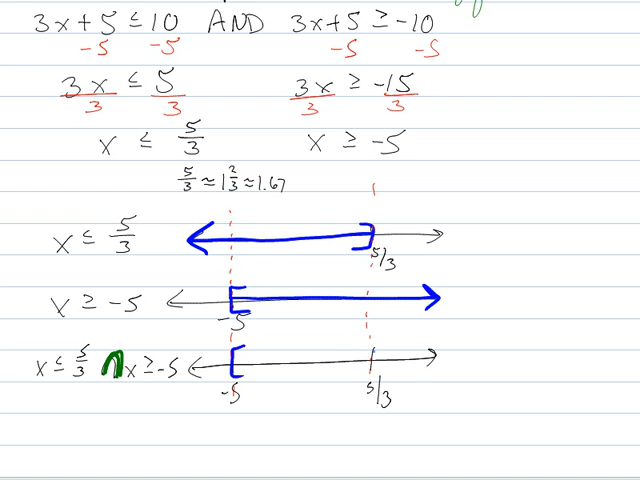 3x + 5 ≤ 10 AND 3x + 5 ≥ -10
-5 -5 -5 -5
3x ≤ 5 3x ≥ -15
3 3 3 3
x ≤ 5/3 x ≥ -5
5/3 ≈ 1 2/3 ≈ 1.67
x ≤ 5/3
5/3
x ≥ -5
-5
x ≤ 5/3 ∩ x ≥ -5
-5 5/3